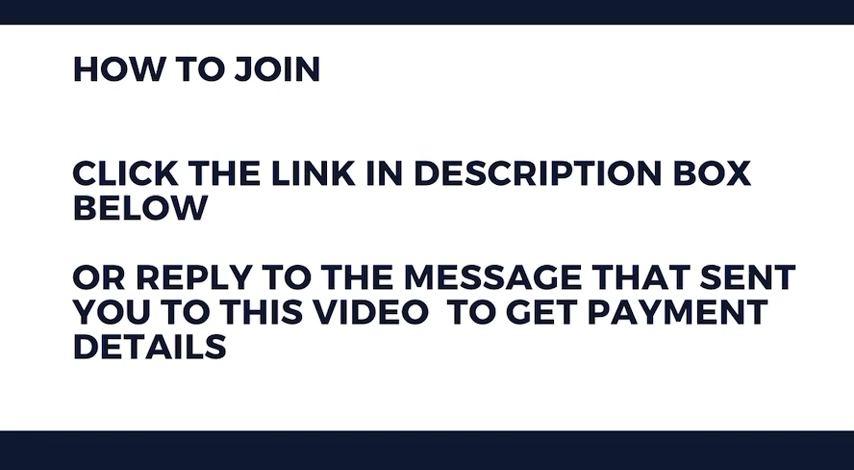 HOW TO JOIN
CLICK THE LINK IN DESCRIPTION BOX
BELOW
OR REPLY TO THE MESSAGE THAT SENT
YOU TO THIS VIDEO TO GET PAYMENT
DETAILS